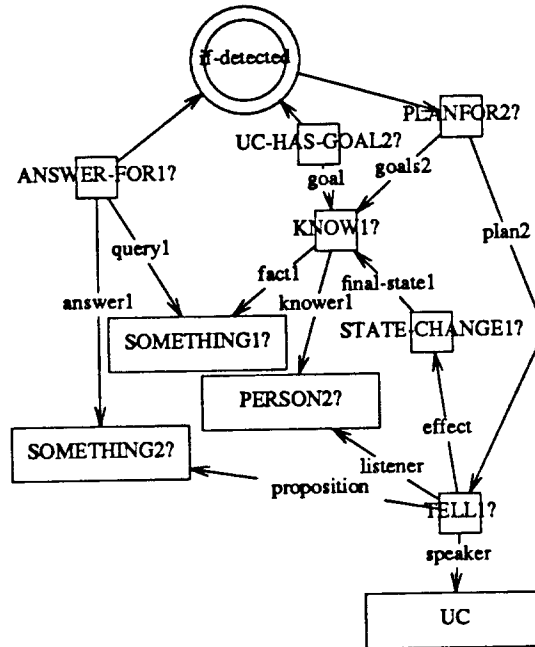 if-detected
PLANFOR2?
UC-HAS-GOAL2?
ANSWER-FOR1?
goal
goals2
KNOW1?
plan2
query1
fact1
final-state1
answer1
knower1
SOMETHING1?
STATE-CHANGE1?
PERSON2?
effect
SOMETHING2?
listener
proposition
TELL1?
speaker
UC